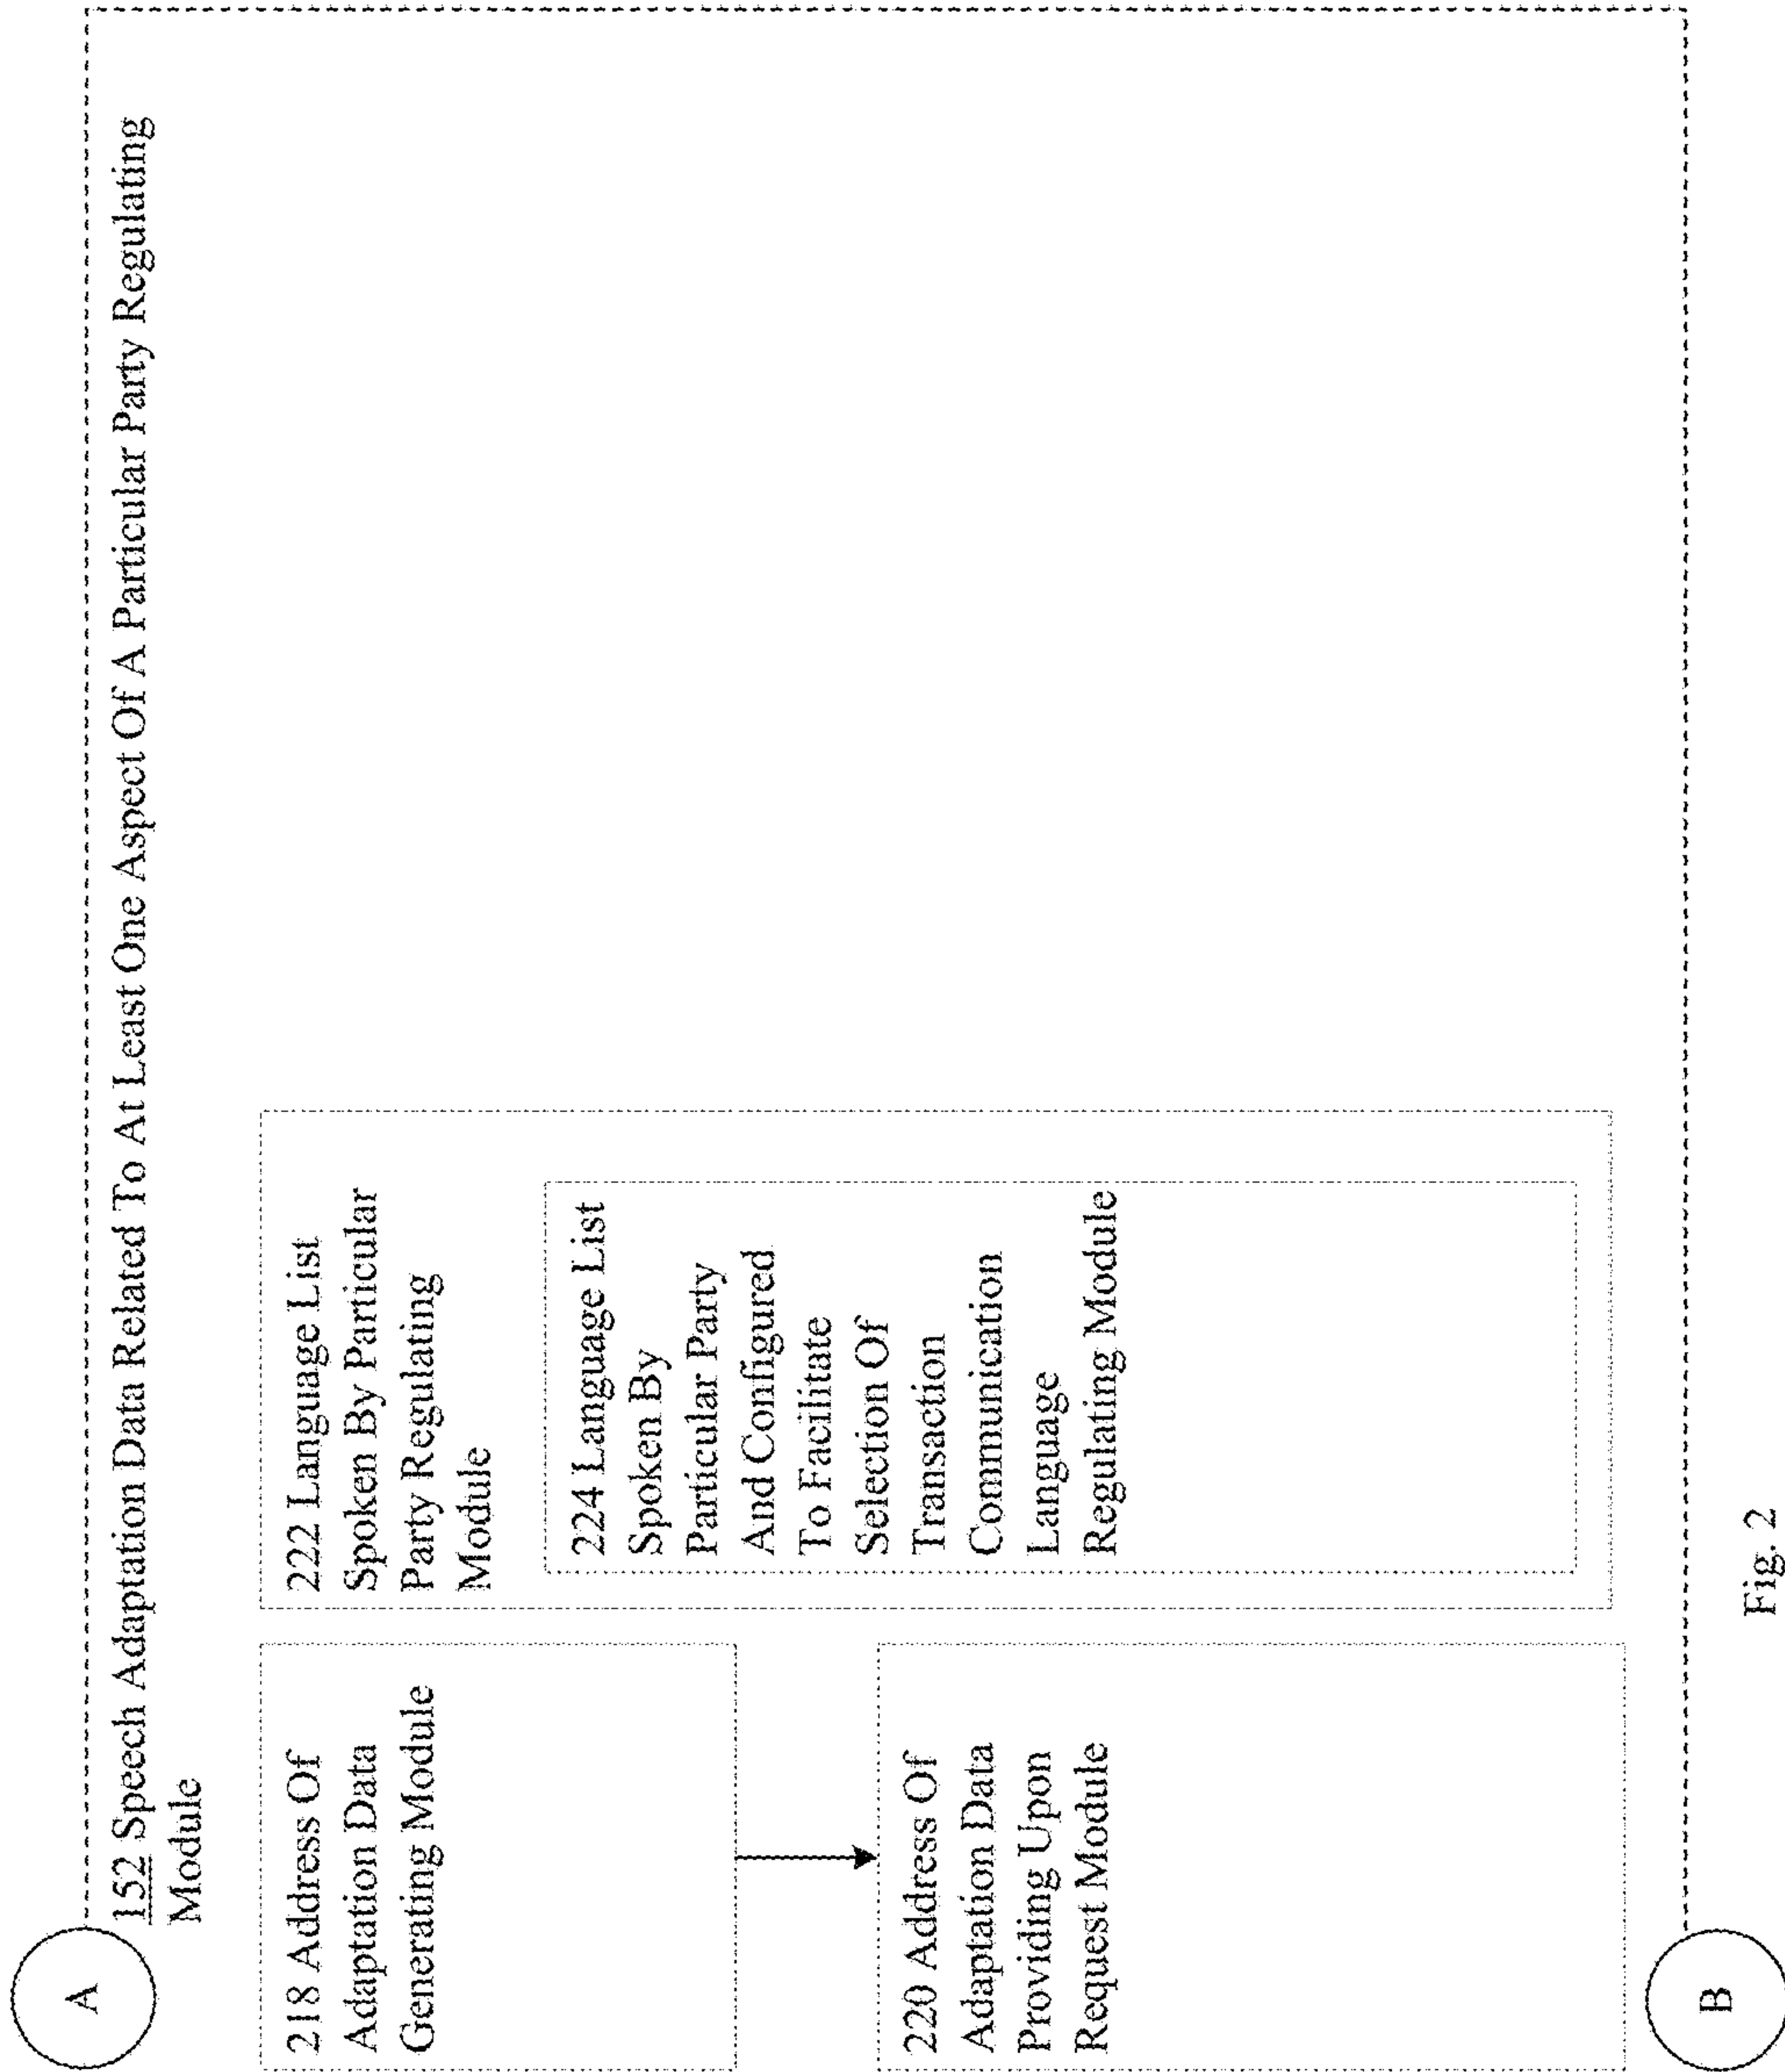 A
152 Speech Adaptation Data Related To At Least One Aspect Of A Particular Party Regulating
Module
218 Address Of
Adaptation Data
Generating Module
220 Address Of
Adaptation Data
Providing Upon
Request Module
222 Language List
Spoken By Particular
Party Regulating
Module
224 Language List
Spoken By
Particular Party
And Configured
To Facilitate
Selection Of
Transaction
Communication
Language
Regulating Module
B
Fig. 2